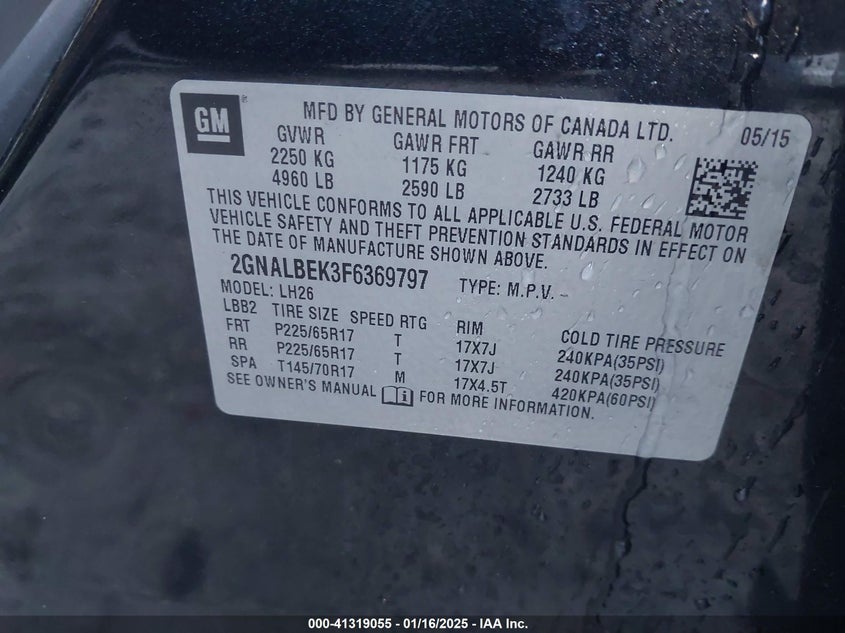 GM ® MFD BY GENERAL MOTORS OF CANADA LTD. 05/15
GVWR GAWR FRT GAWR RR
2250 KG 1175 KG 1240 KG
4960 LB 2590 LB 2733 LB
THIS VEHICLE CONFORMS TO ALL APPLICABLE U.S. FEDERAL MOTOR
VEHICLE SAFETY AND THEFT PREVENTION STANDARDS IN EFFECT ON
THE DATE OF MANUFACTURE SHOWN ABOVE.
2GNALBEK3F6369797 TYPE: M.P.V.
MODEL: LH26
LBB2 TIRE SIZE SPEED RTG RIM COLD TIRE PRESSURE
FRT P225/65R17 T 17X7J 240KPA(35PSI)
RR P225/65R17 T 17X7J 240KPA(35PSI)
SPA T145/70R17 M 17X4.5T 420KPA(60PSI)
SEE OWNER'S MANUAL FOR MORE INFORMATION.
000-41319055 - 01/16/2025 - IAA Inc.